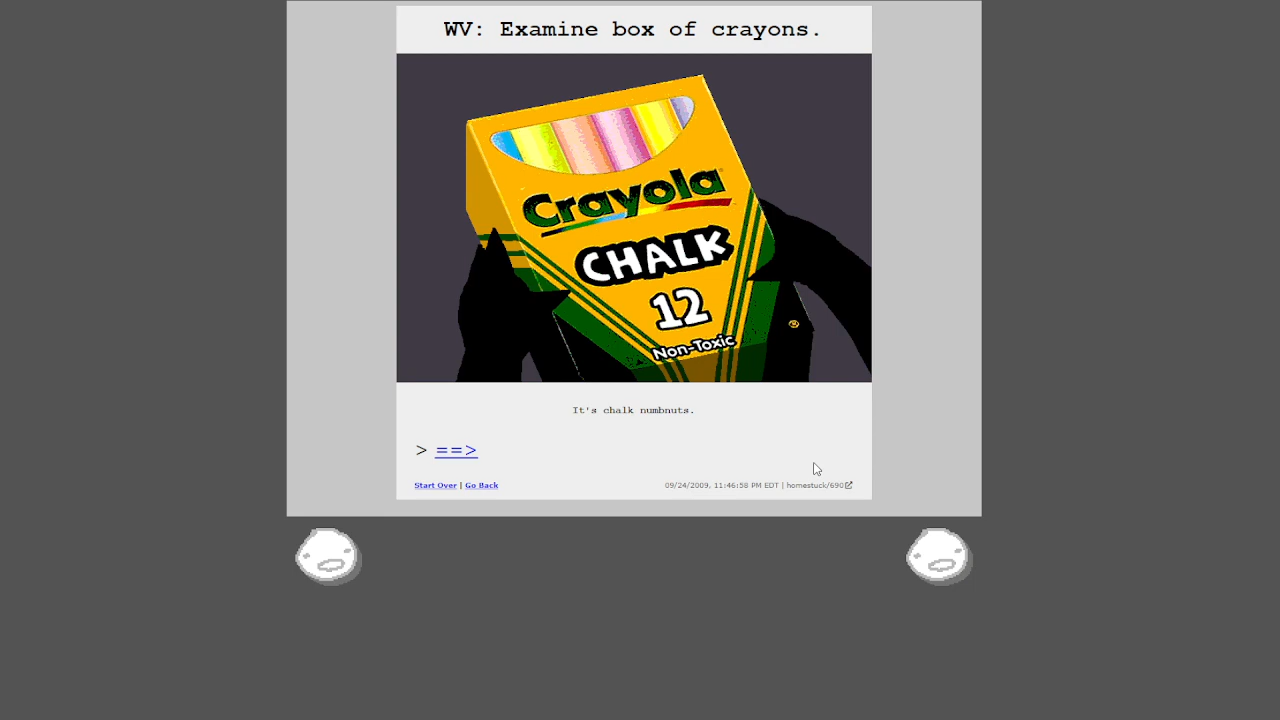 WV: Examine box of crayons.
Crayola
CHALK
12
Non-Toxic
It's chalk numbnuts.
> ==>
Start Over | Go Back
09/24/2009, 11:46:58 PM EDT | homestuck/690